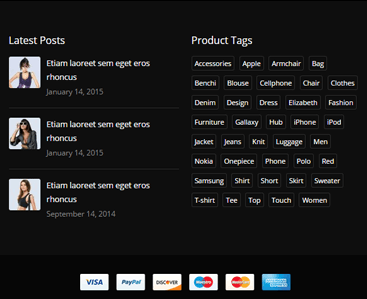 Latest Posts
Etiam laoreet sem eget eros
rhoncus
January 14, 2015
Etiam laoreet sem eget eros
rhoncus
January 14, 2015
Etiam laoreet sem eget eros
rhoncus
September 14, 2014
Product Tags
Accessories Apple Armchair Bag
Benchi Blouse Cellphone Chair Clothes
Denim Design Dress Elizabeth Fashion
Furniture Gallaxy Hub iPhone iPod
Jacket Jeans Knit Luggage Men
Nokia Onepiece Phone Polo Red
Samsung Shirt Short Skirt Sweater
T-shirt Tee Top Touch Women
VISA PayPal DISCOVER Maestro MasterCard